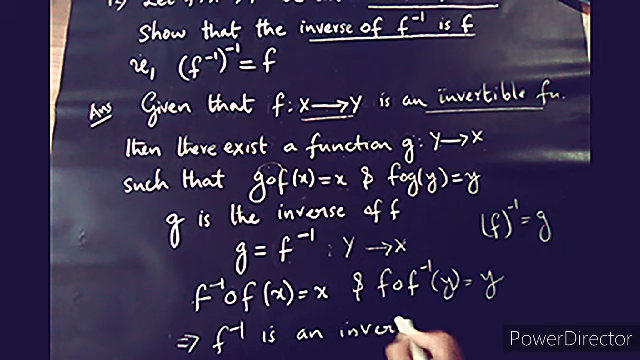 12) Let
Show that the inverse of f⁻¹ is f
ie, (f⁻¹)⁻¹ = f
Ans Given that f : X → Y is an invertible fn.
Then there exist a function g : Y → X
such that gof(x) = x & fog(y) = y
g is the inverse of f
(f)⁻¹ = g
g = f⁻¹ : Y → X
f⁻¹of(x) = x & fof⁻¹(y) = y
⇒ f⁻¹ is an inver
PowerDirector